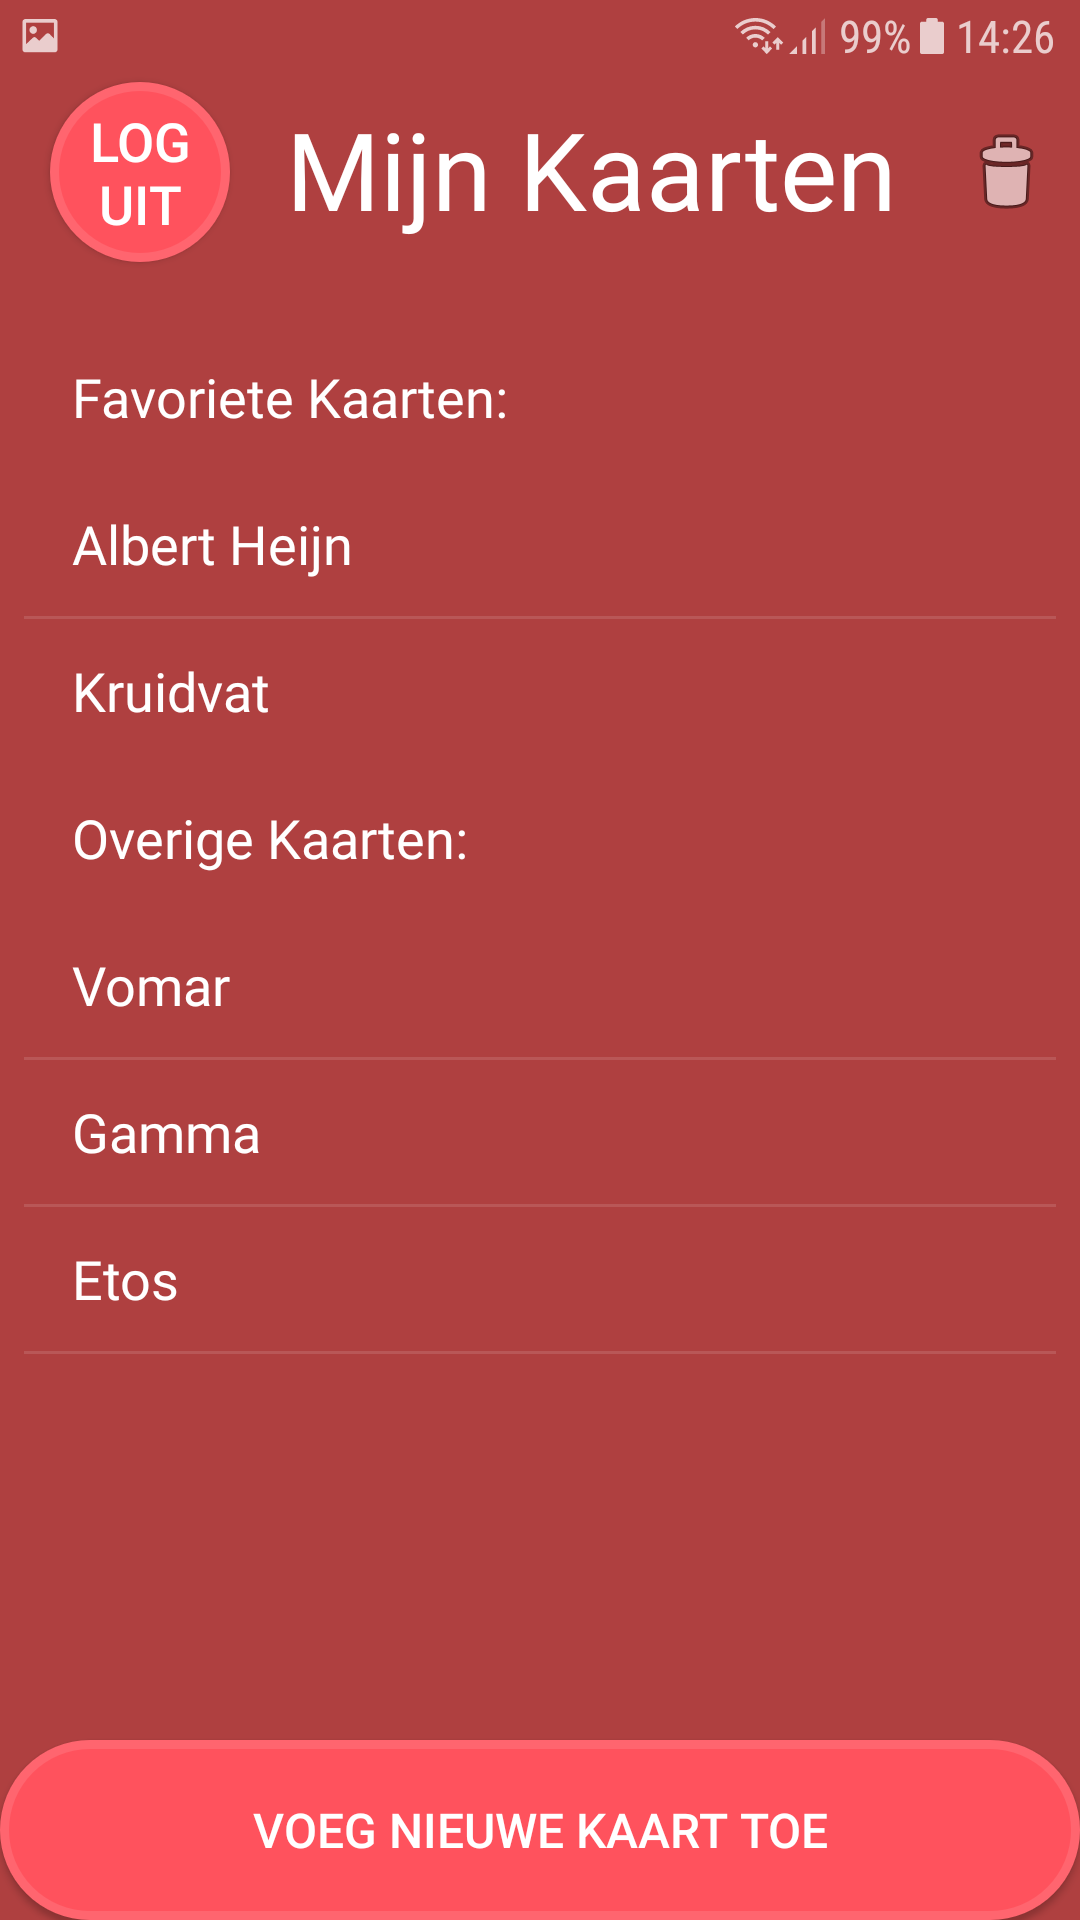 99% 14:26
LOG
UIT
Mijn Kaarten
Favoriete Kaarten:
Albert Heijn
Kruidvat
Overige Kaarten:
Vomar
Gamma
Etos
VOEG NIEUWE KAART TOE